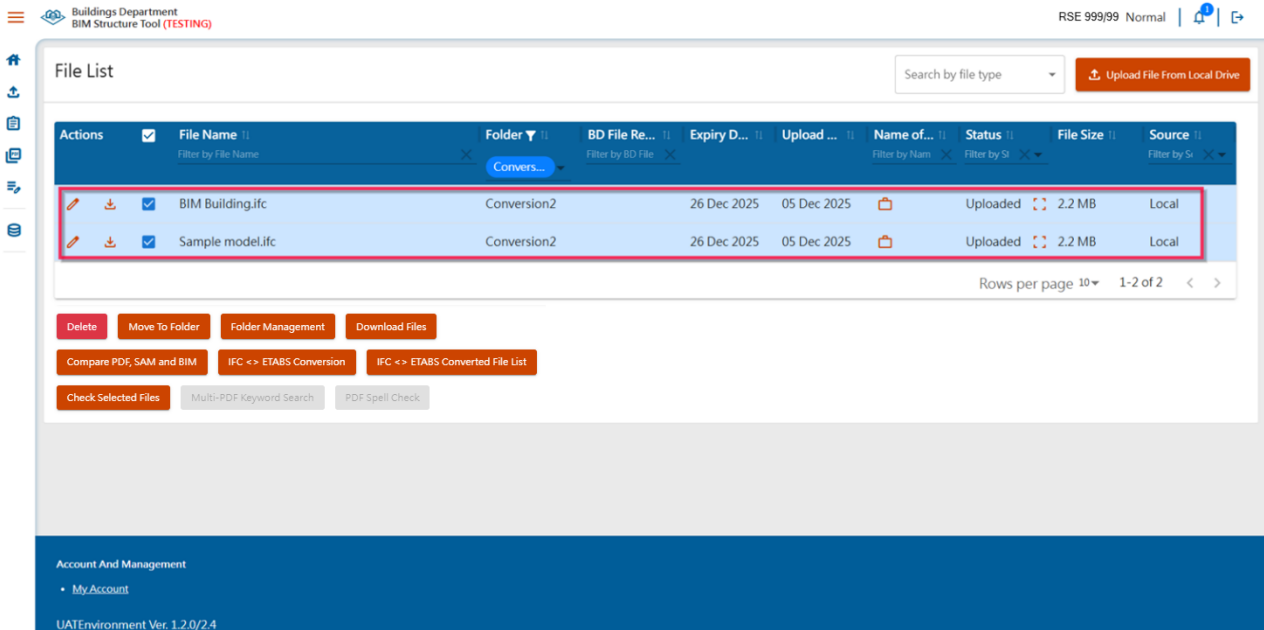 Buildings Department
BIM Structure Tool (TESTING)
RSE 999/99 Normal
1
File List
Search by file type
Upload File From Local Drive
Actions File Name Folder BD File Re... Expiry D... Upload ... Name of... Status File Size Source
Filter by File Name Convers... Filter by BD File Filter by Nam Filter by St Filter by So
BIM Building.ifc Conversion2 26 Dec 2025 05 Dec 2025 Uploaded 2.2 MB Local
Sample model.ifc Conversion2 26 Dec 2025 05 Dec 2025 Uploaded 2.2 MB Local
Rows per page 10 1-2 of 2
Delete Move To Folder Folder Management Download Files
Compare PDF, SAM and BIM IFC <> ETABS Conversion IFC <> ETABS Converted File List
Check Selected Files Multi-PDF Keyword Search PDF Spell Check
Account And Management
• My Account
UATEnvironment Ver. 1.2.0/2.4